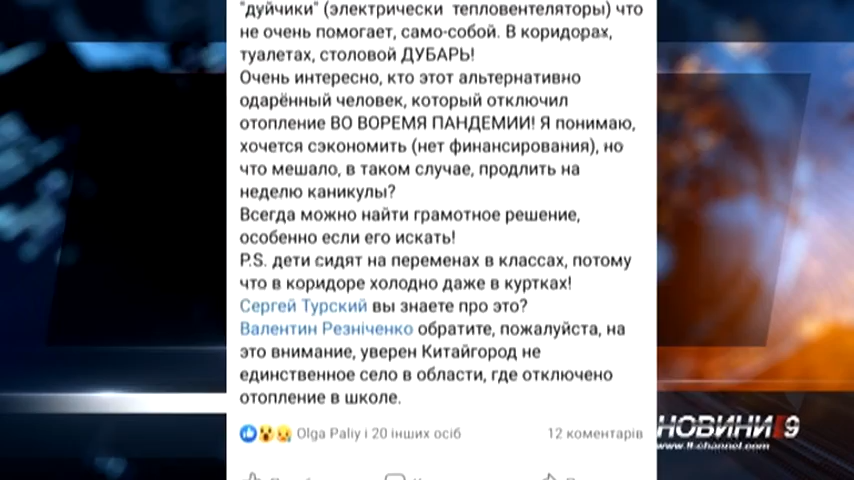 "дуйчики" (электрически тепловентеляторы) что
не очень помогает, само-собой. В коридорах,
туалетах, столовой ДУБАРЬ!
Очень интересно, кто этот альтернативно
одарённый человек, который отключил
отопление ВО ВОРЕМЯ ПАНДЕМИИ! Я понимаю,
хочется сэкономить (нет финансирования), но
что мешало, в таком случае, продлить на
неделю каникулы?
Всегда можно найти грамотное решение,
особенно если его искать!
P.S. дети сидят на переменах в классах, потому
что в коридоре холодно даже в куртках!
Сергей Турский вы знаете про это?
Валентин Резніченко обратите, пожалуйста, на
это внимание, уверен Китайгород не
единственное село в области, где отключено
отопление в школе.
Olga Paliy і 20 інших осіб
12 коментарів
НОВИНИ 9